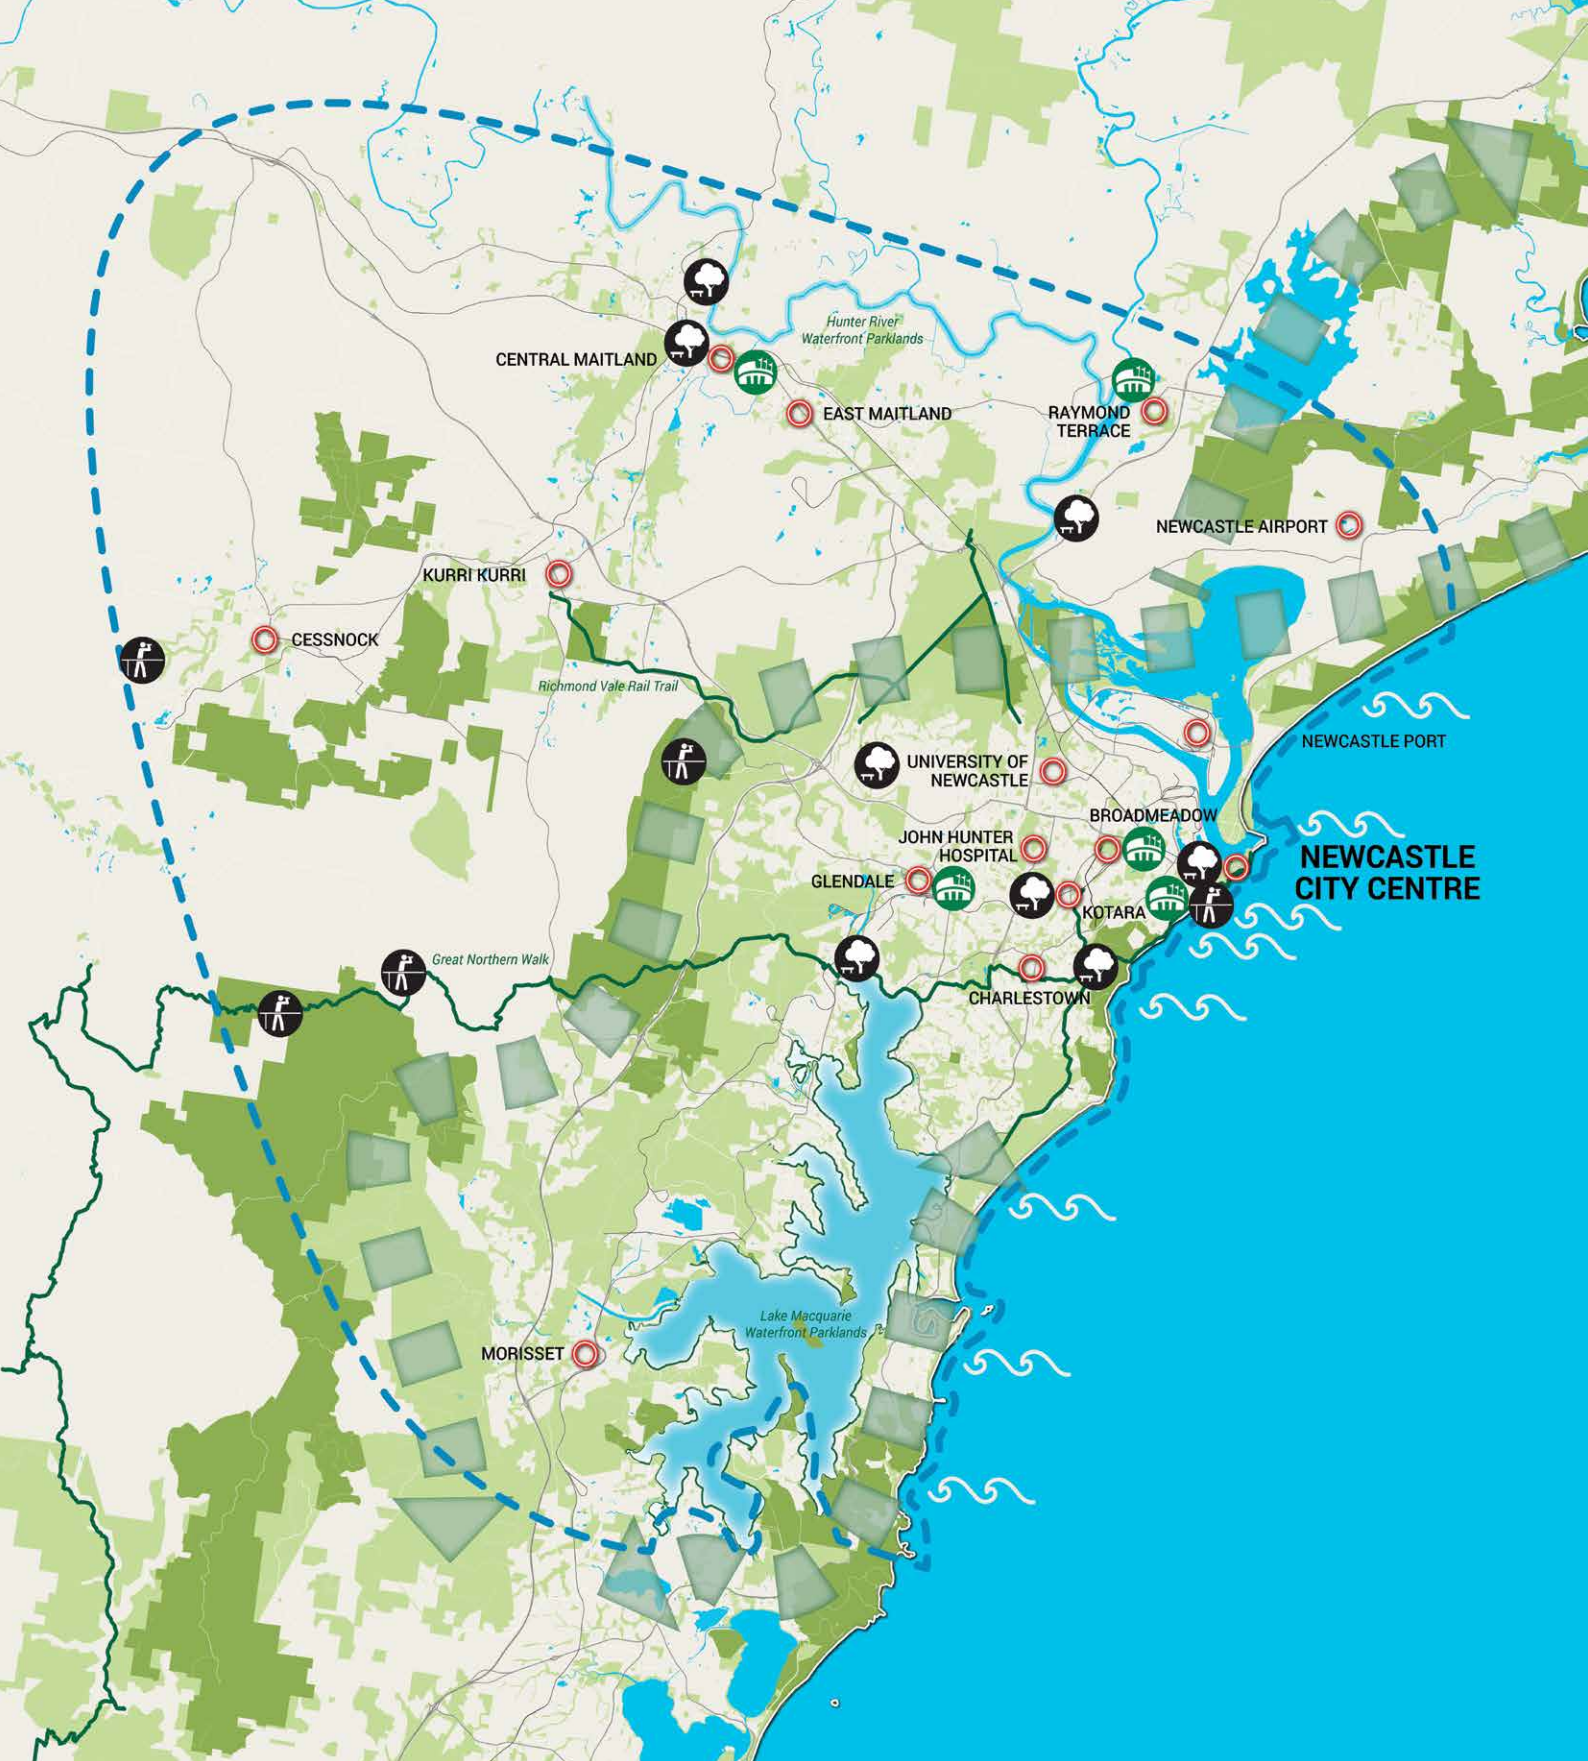 Hunter River
Waterfront Parklands
CENTRAL MAITLAND
EAST MAITLAND
RAYMOND
TERRACE
NEWCASTLE AIRPORT
KURRI KURRI
CESSNOCK
Richmond Vale Rail Trail
NEWCASTLE PORT
UNIVERSITY OF
NEWCASTLE
BROADMEADOW
JOHN HUNTER
HOSPITAL
NEWCASTLE
CITY CENTRE
GLENDALE
KOTARA
Great Northern Walk
CHARLESTOWN
Lake Macquarie
Waterfront Parklands
MORISSET